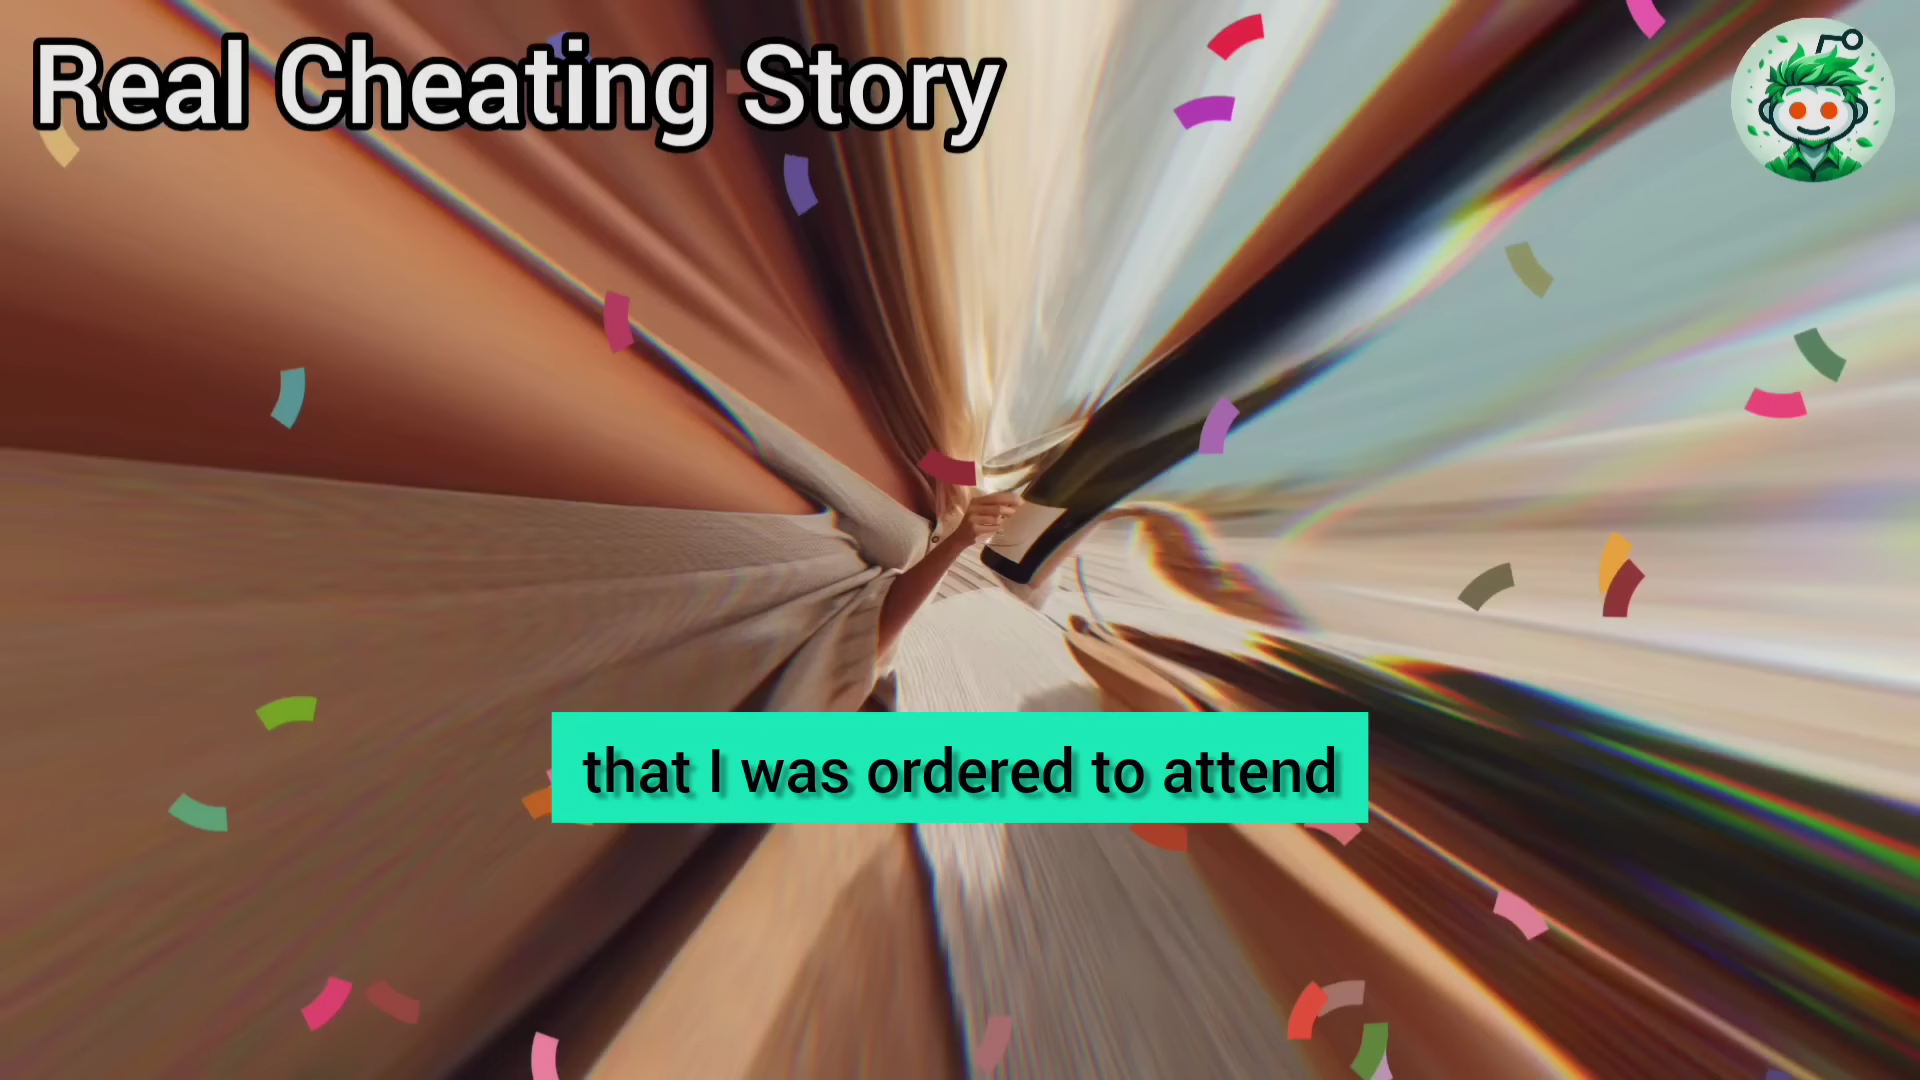 Real Cheating Story
that I was ordered to attend